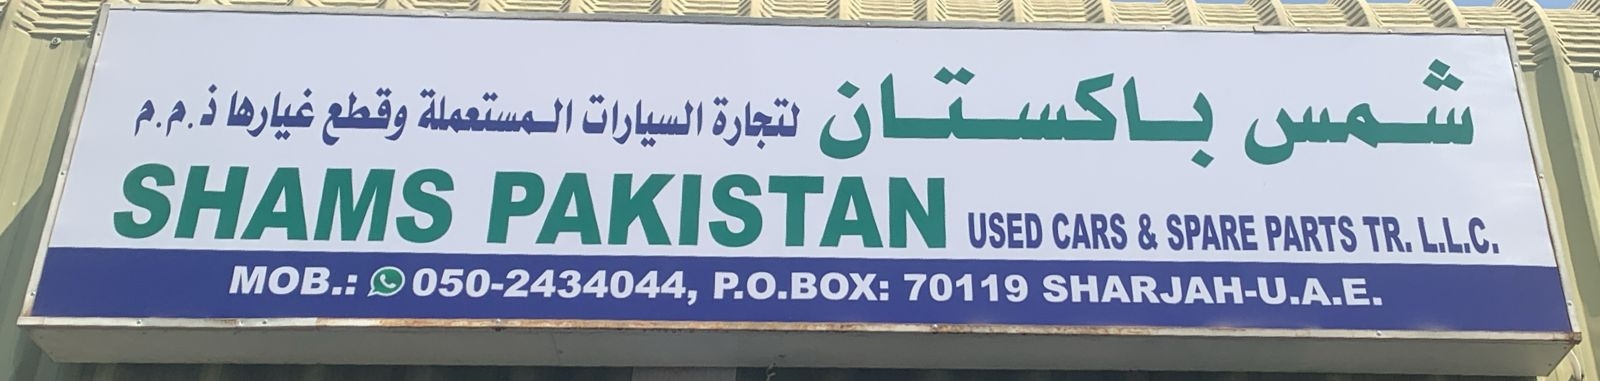 شمس باكستان لتجارة السيارات المستعملة وقطع غيارها ذ.م.م
SHAMS PAKISTAN USED CARS & SPARE PARTS TR. L.L.C.
MOB.: 050-2434044, P.O.BOX: 70119 SHARJAH-U.A.E.